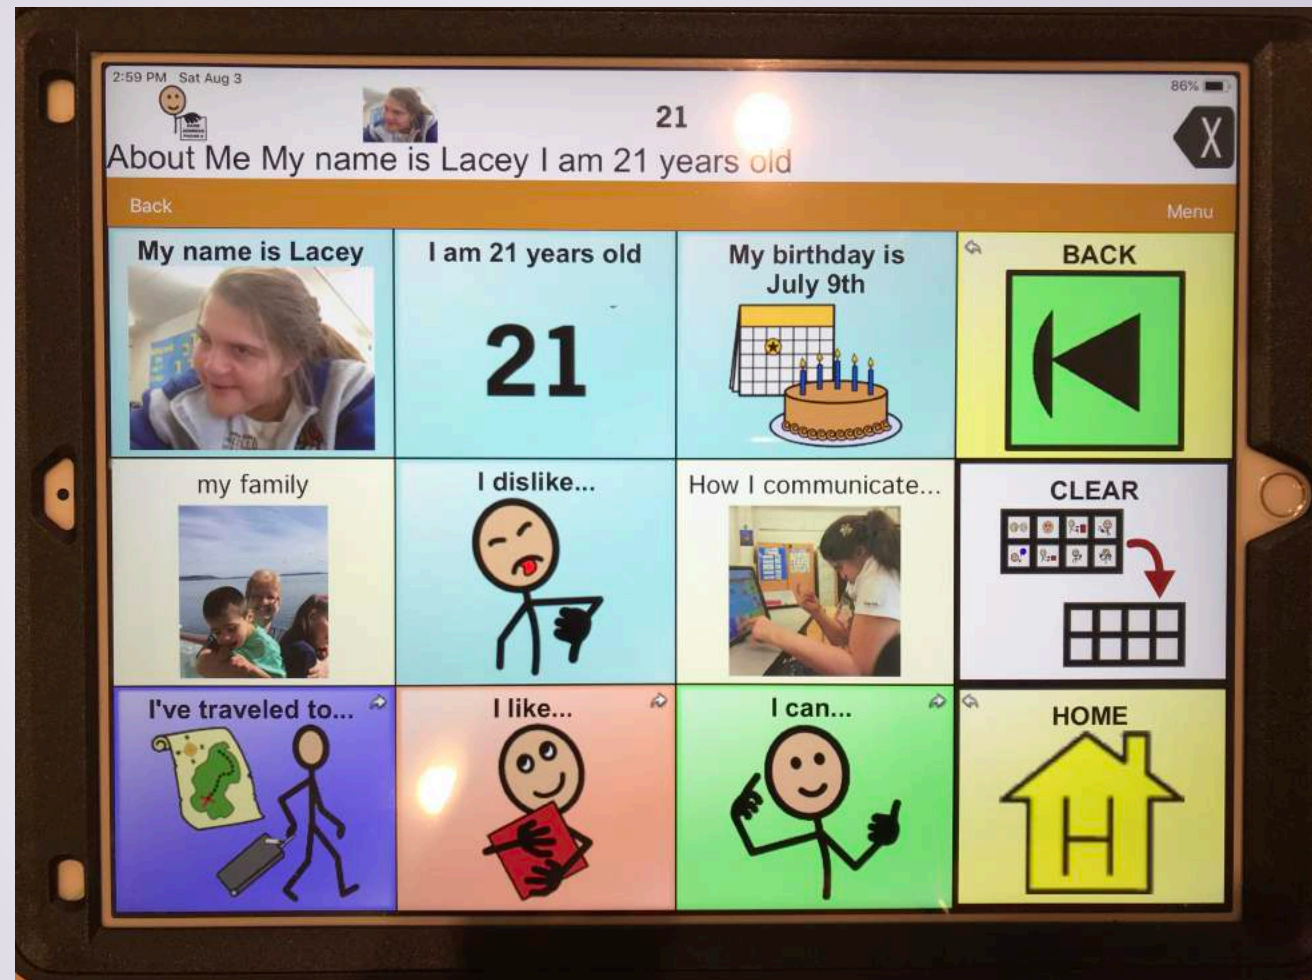 2:59 PM Sat Aug 3
86%
21
X
About Me My name is Lacey I am 21 years old
Back
Menu
My name is Lacey
I am 21 years old
21
My birthday is
July 9th
BACK
my family
I dislike...
How I communicate...
CLEAR
I've traveled to...
I like...
I can...
HOME
H